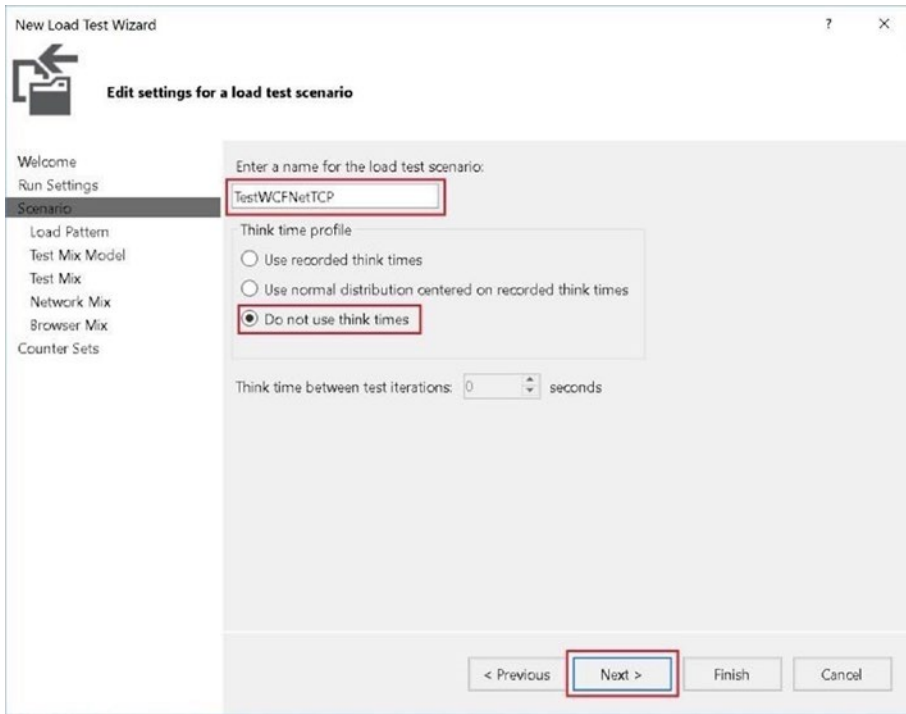 New Load Test Wizard
?
Edit settings for a load test scenario
Welcome
Run Settings
Scenario
Load Pattern
Test Mix Model
Test Mix
Network Mix
Browser Mix
Counter Sets
Enter a name for the load test scenario:
TestWCFNetTCP
Think time profile
Use recorded think times
Use normal distribution centered on recorded think times
Do not use think times
Think time between test iterations: 0 seconds
< Previous Next > Finish Cancel